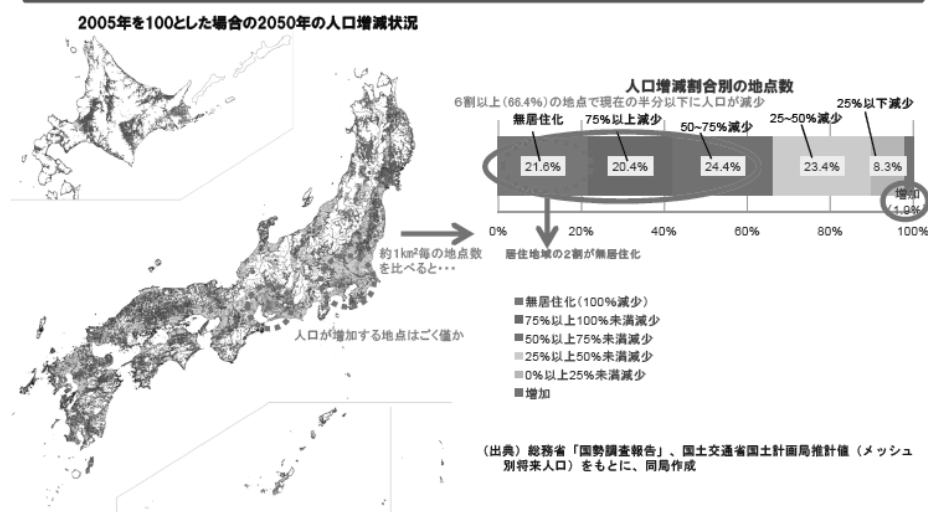 2005年を100とした場合の2050年の人口増減状況
人口増減割合別の地点数
6割以上(66.4%)の地点で現在の半分以下に人口が減少
無居住化
75%以上減少
50~75%減少
25~50%減少
25%以下減少
21.6%
20.4%
24.4%
23.4%
8.3%
増加
(1.9%)
0%
20%
40%
60%
80%
100%
居住地域の2割が無居住化
約1km²毎の地点数
を比べると・・・
人口が増加する地点はごく僅か
■無居住化(100%減少)
■75%以上100%未満減少
■50%以上75%未満減少
■25%以上50%未満減少
■0%以上25%未満減少
■増加
(出典)総務省「国勢調査報告」、国土交通省国土計画局推計値(メッシュ
別将来人口)をもとに、同局作成